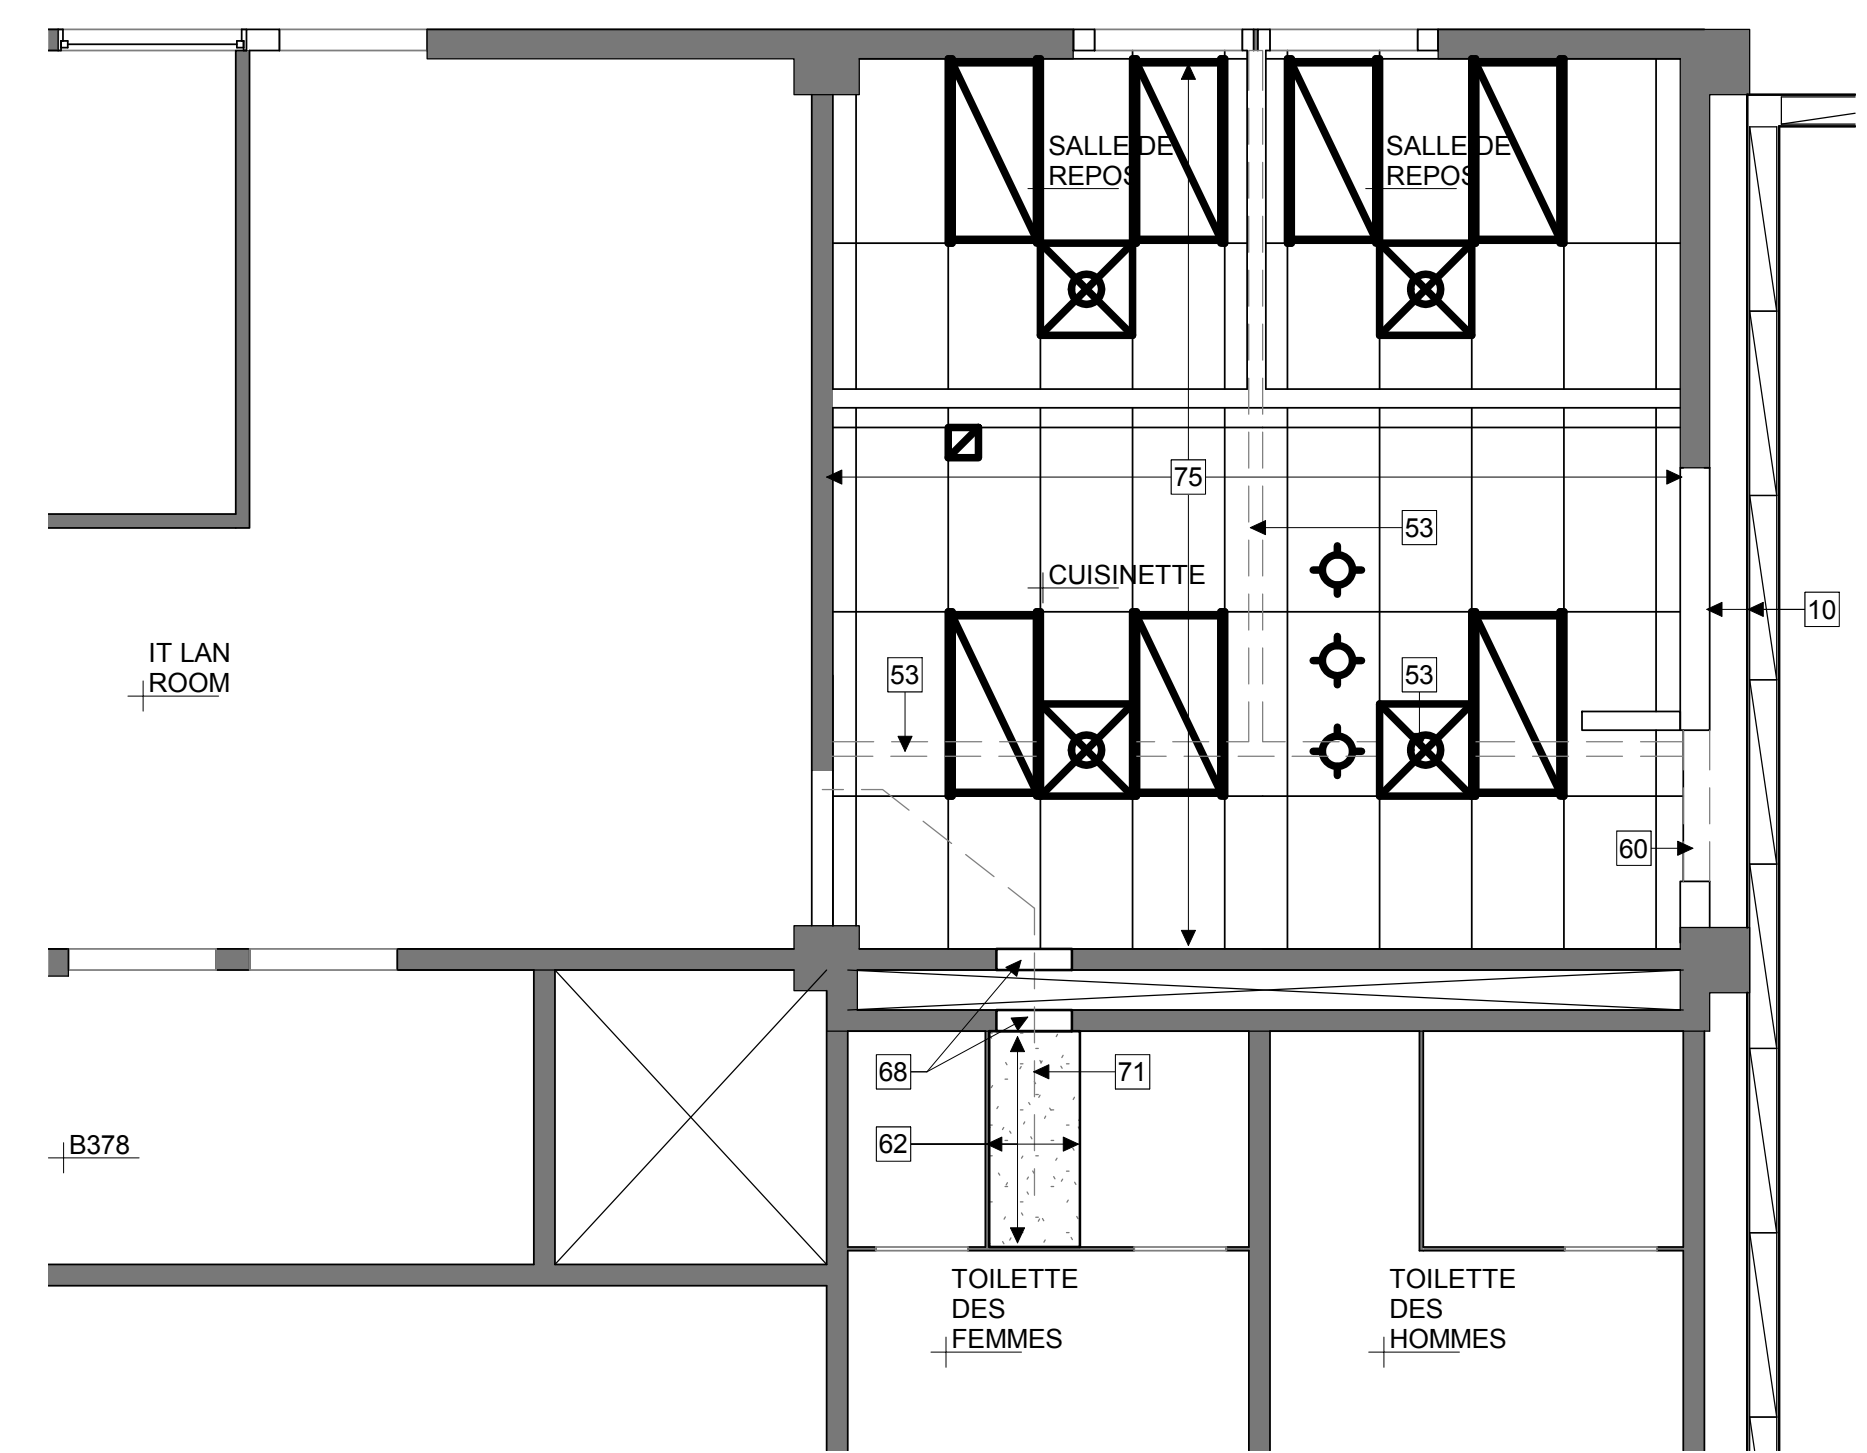 SALLE DE
REPOS
SALLE DE
REPOS
75
53
CUISINETTE
10
IT LAN
ROOM
53
53
60
68
71
62
B378
TOILETTE
DES
FEMMES
TOILETTE
DES
HOMMES